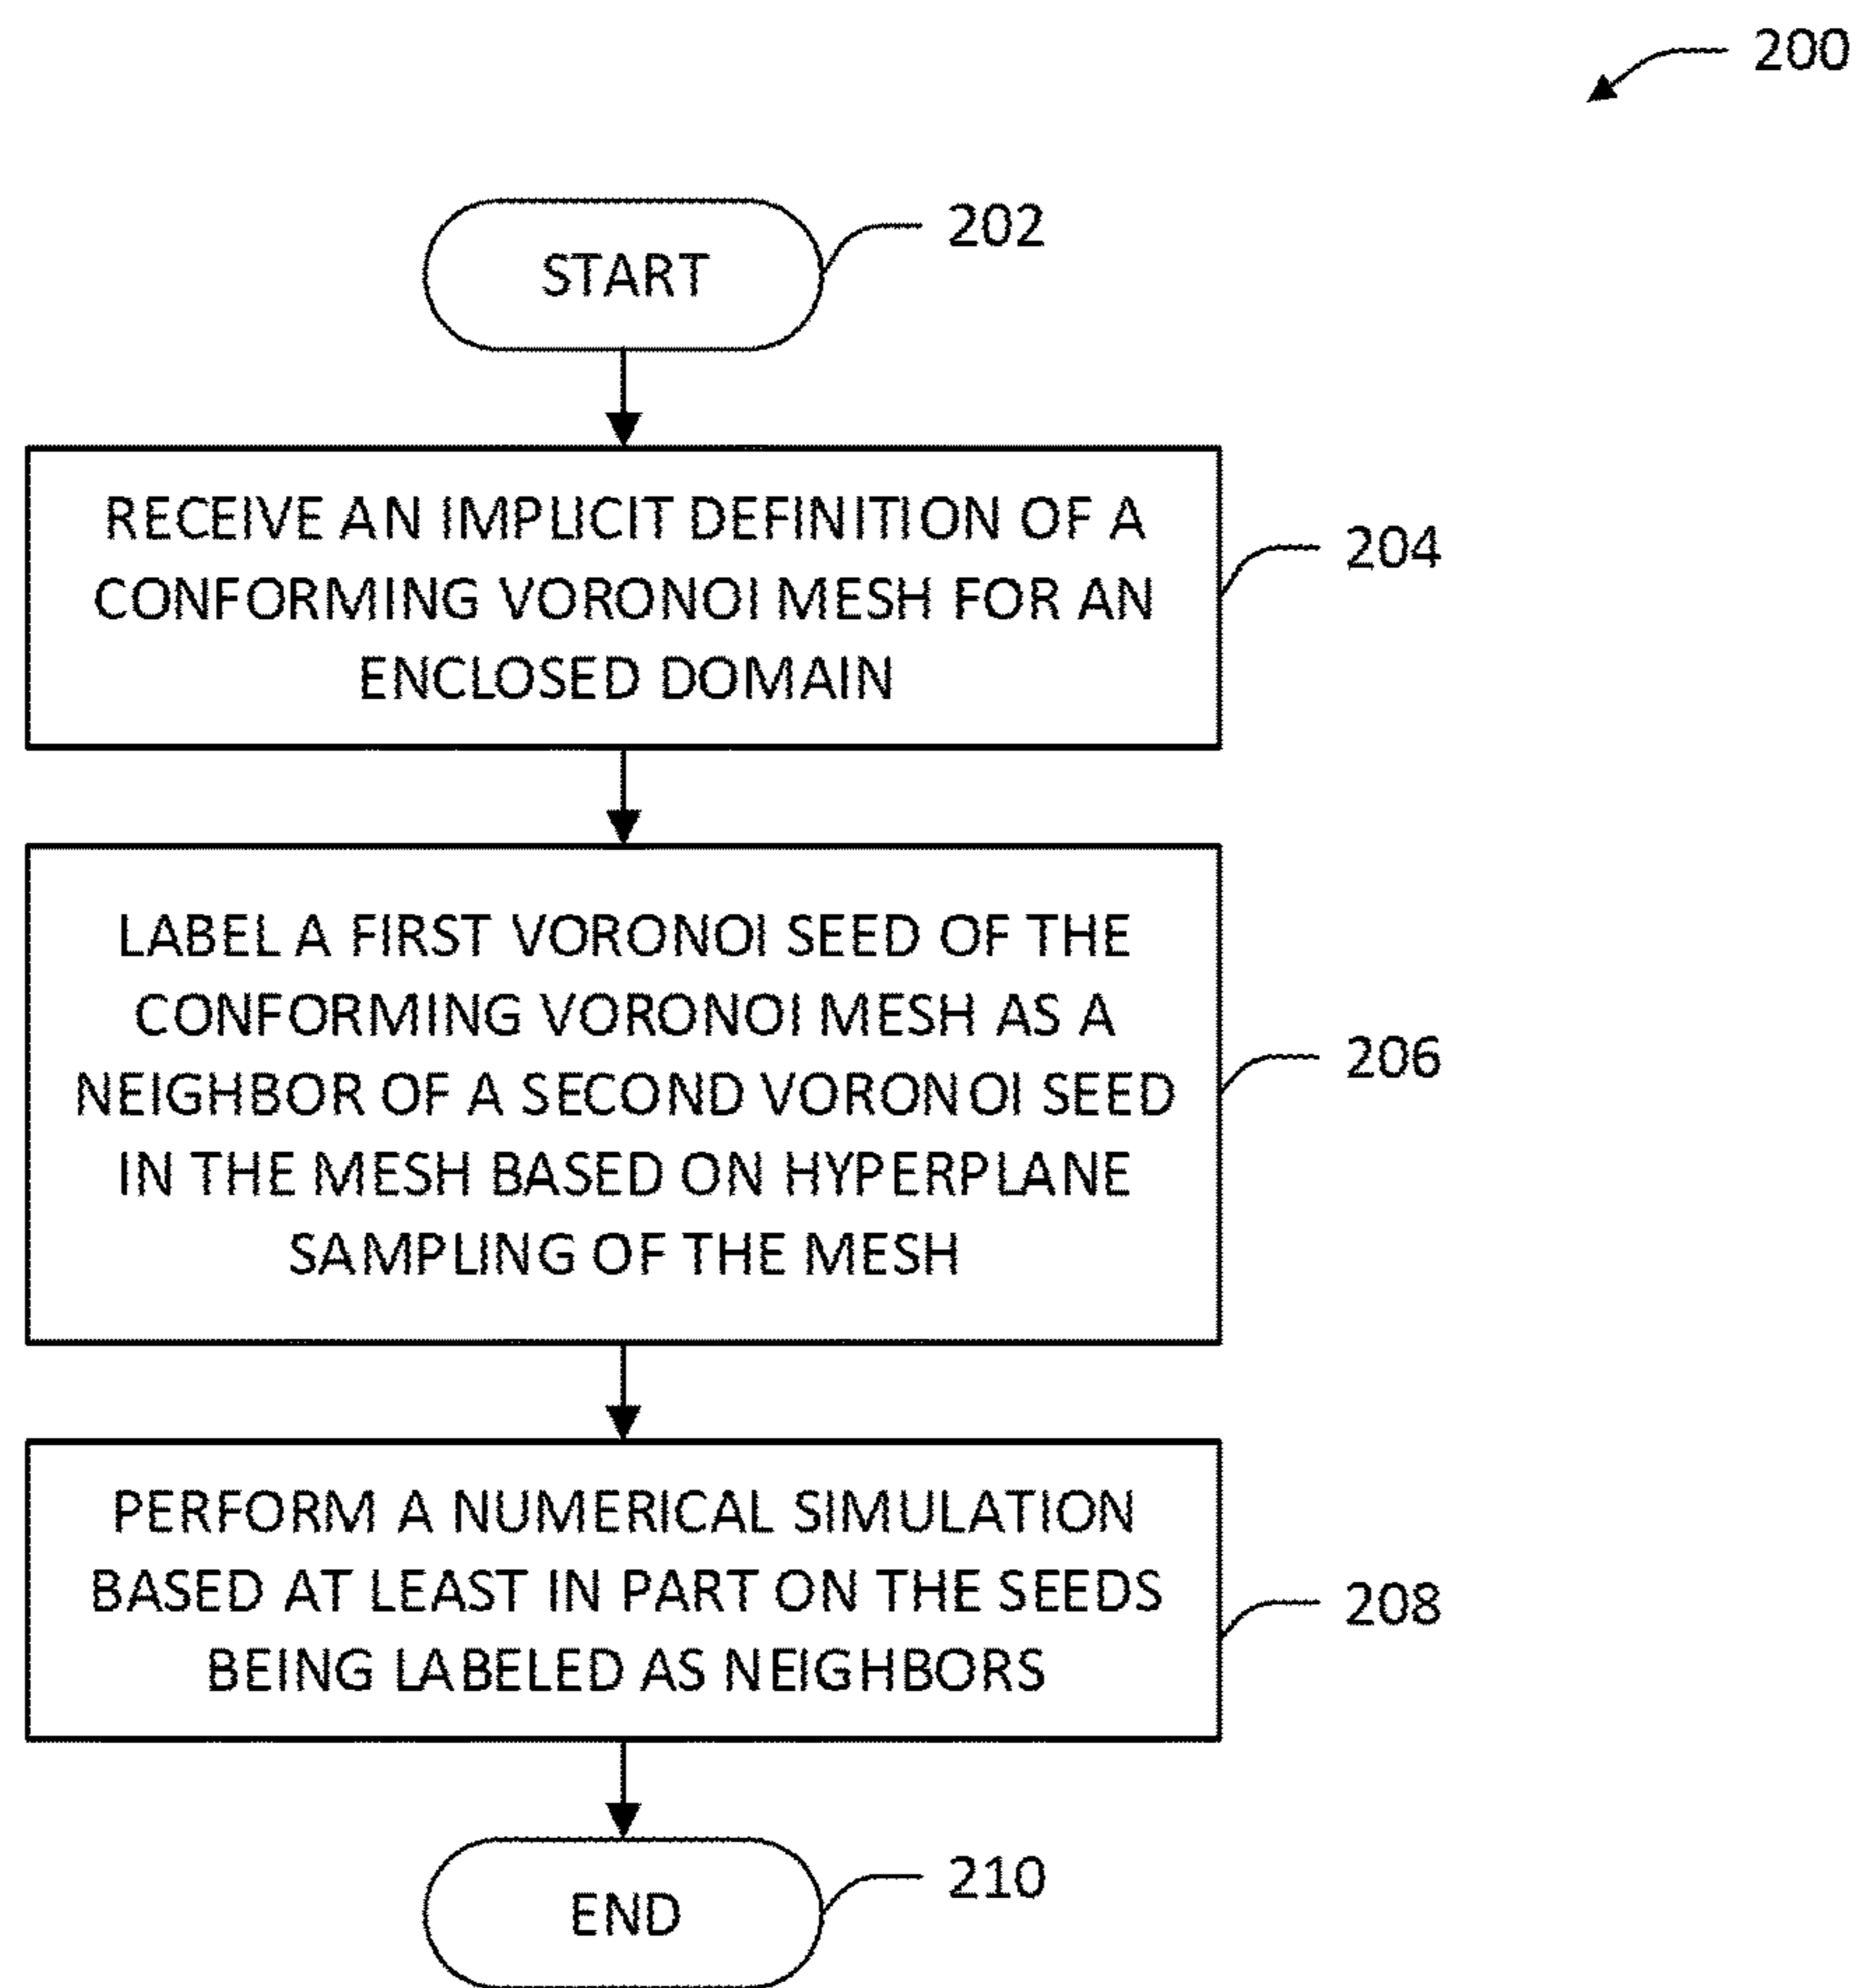 200
START
202
RECEIVE AN IMPLICIT DEFINITION OF A
CONFORMING VORONOI MESH FOR AN
ENCLOSED DOMAIN
204
LABEL A FIRST VORONOI SEED OF THE
CONFORMING VORONOI MESH AS A
NEIGHBOR OF A SECOND VORONOI SEED
IN THE MESH BASED ON HYPERPLANE
SAMPLING OF THE MESH
206
PERFORM A NUMERICAL SIMULATION
BASED AT LEAST IN PART ON THE SEEDS
BEING LABELED AS NEIGHBORS
208
END
210